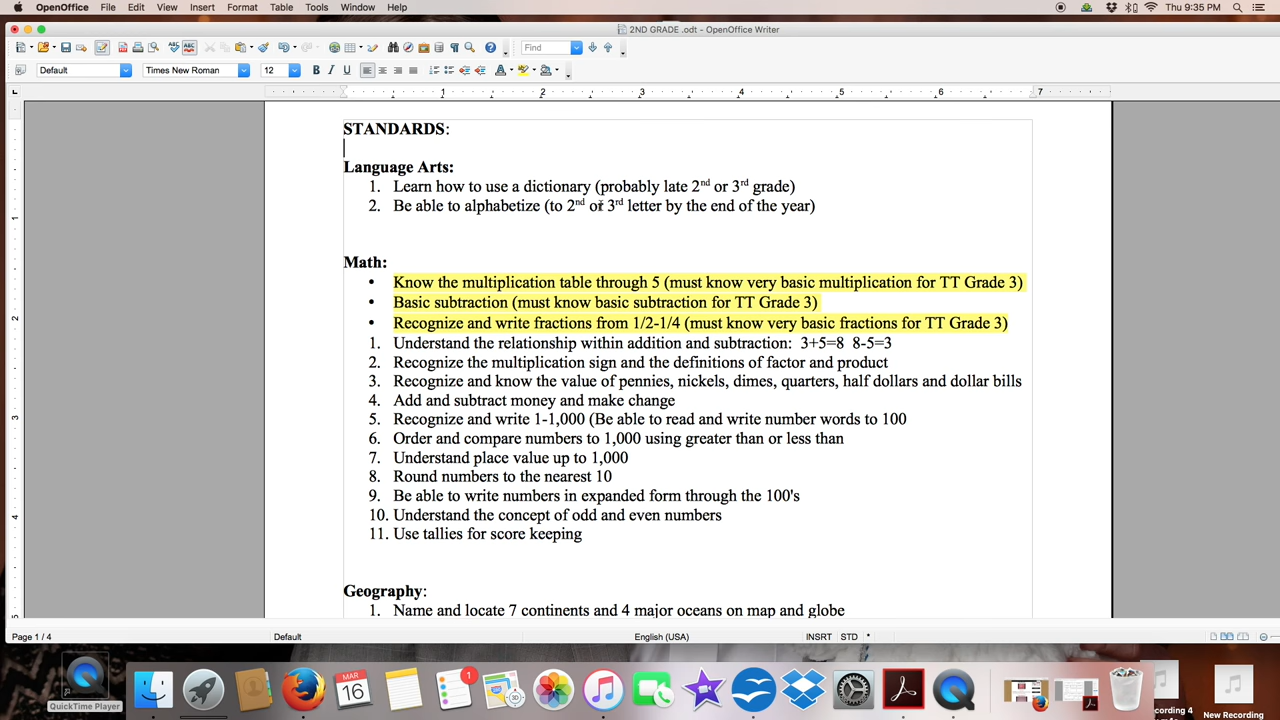 OpenOffice File Edit View Insert Format Table Tools Window Help Thu 9:35 PM
2ND GRADE .odt - OpenOffice Writer
Find
Default Times New Roman 12 B I U
1 2 3 4 5 6 7
STANDARDS:
Language Arts:
1. Learn how to use a dictionary (probably late 2nd or 3rd grade)
2. Be able to alphabetize (to 2nd or 3rd letter by the end of the year)
Math:
• Know the multiplication table through 5 (must know very basic multiplication for TT Grade 3)
• Basic subtraction (must know basic subtraction for TT Grade 3)
• Recognize and write fractions from 1/2-1/4 (must know very basic fractions for TT Grade 3)
1. Understand the relationship within addition and subtraction: 3+5=8 8-5=3
2. Recognize the multiplication sign and the definitions of factor and product
3. Recognize and know the value of pennies, nickels, dimes, quarters, half dollars and dollar bills
4. Add and subtract money and make change
5. Recognize and write 1-1,000 (Be able to read and write number words to 100
6. Order and compare numbers to 1,000 using greater than or less than
7. Understand place value up to 1,000
8. Round numbers to the nearest 10
9. Be able to write numbers in expanded form through the 100's
10. Understand the concept of odd and even numbers
11. Use tallies for score keeping
Geography:
1. Name and locate 7 continents and 4 major oceans on map and globe
Page 1 / 4 Default English (USA) INSRT STD *
MAR
16
1
QuickTime Player
New Recording